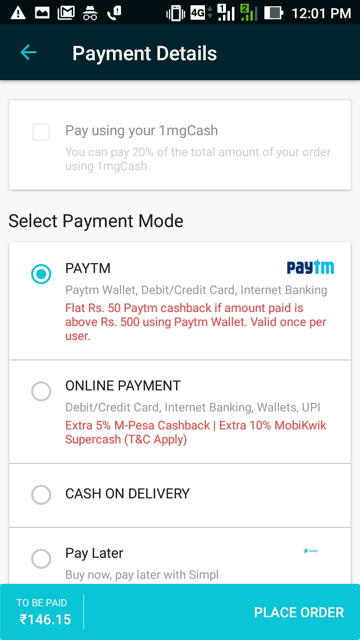 4G 1 2 12:01 PM
Payment Details
Pay using your 1mgCash
You can pay 20% of the total amount of your order
using 1mgCash.
Select Payment Mode
PAYTM
paytm
Paytm Wallet, Debit/Credit Card, Internet Banking
Flat Rs. 50 Paytm cashback if amount paid is
above Rs. 500 using Paytm Wallet. Valid once per
user.
ONLINE PAYMENT
Debit/Credit Card, Internet Banking, Wallets, UPI
Extra 5% M-Pesa Cashback | Extra 10% MobiKwik
Supercash (T&C Apply)
CASH ON DELIVERY
Pay Later
Buy now, pay later with Simpl
TO BE PAID
₹146.15
PLACE ORDER